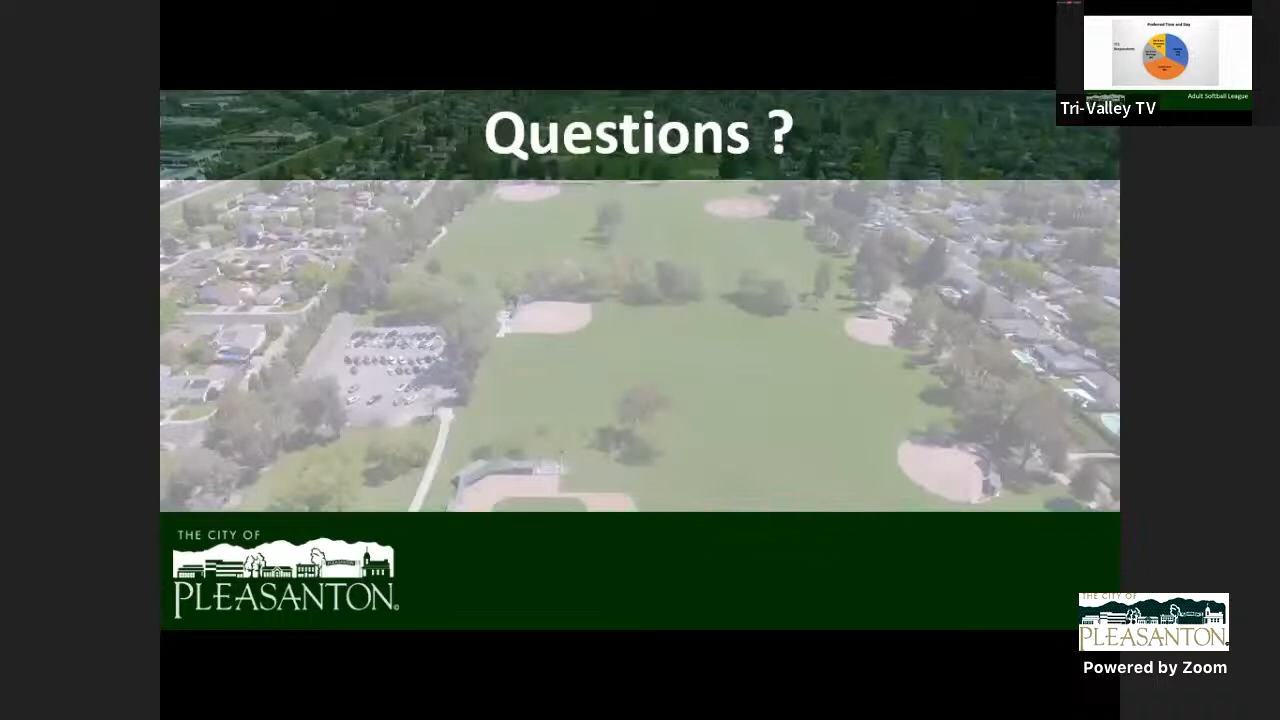 Questions ?
Preferred Time and Day
Respondents
Adult Softball League
Tri-Valley TV
THE CITY OF
PLEASANTON
THE CITY OF
PLEASANTON
Powered by Zoom